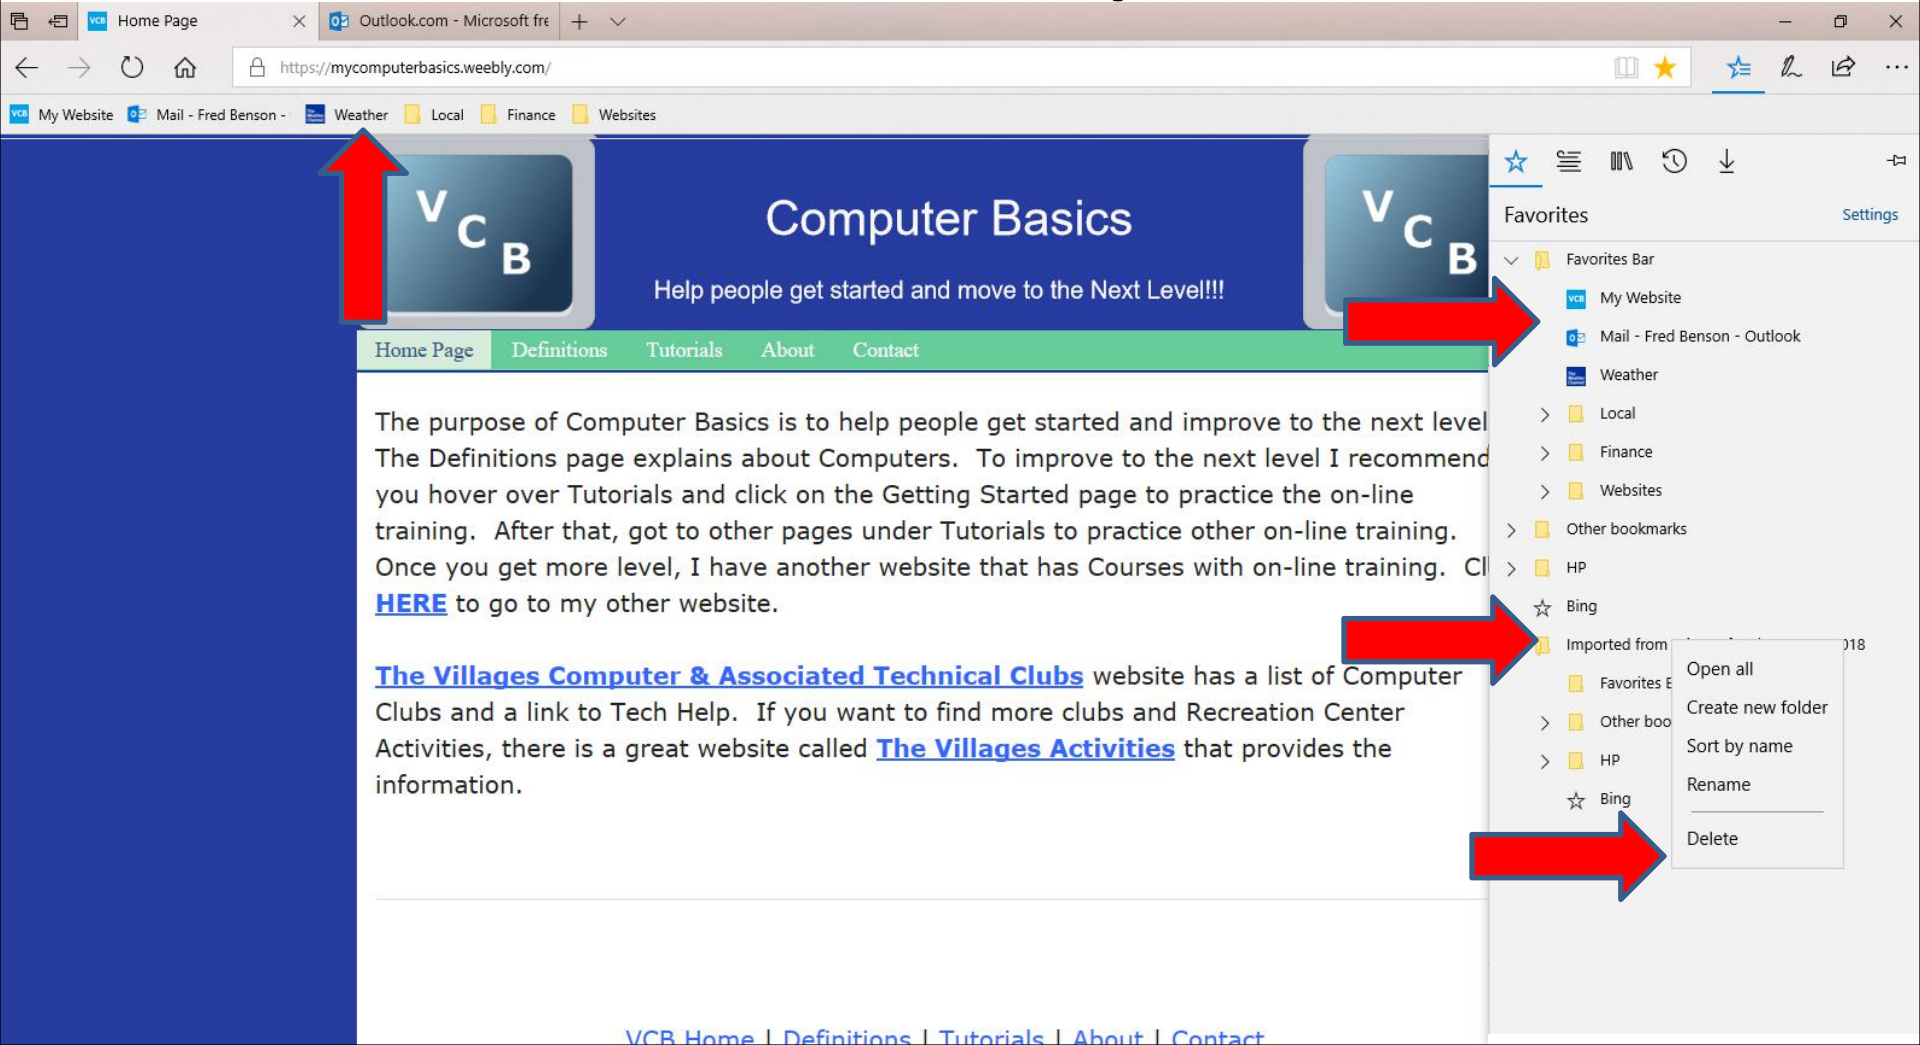 Home Page
Outlook.com - Microsoft fre
https://mycomputerbasics.weebly.com/
VCB My Website
Mail - Fred Benson -
Weather
Local
Finance
Websites
V C B
Computer Basics
Help people get started and move to the Next Level!!!
V C B
Home Page Definitions Tutorials About Contact
The purpose of Computer Basics is to help people get started and improve to the next level
The Definitions page explains about Computers. To improve to the next level I recommend
you hover over Tutorials and click on the Getting Started page to practice the on-line
training. After that, got to other pages under Tutorials to practice other on-line training.
Once you get more level, I have another website that has Courses with on-line training. Cl
HERE to go to my other website.
The Villages Computer & Associated Technical Clubs website has a list of Computer
Clubs and a link to Tech Help. If you want to find more clubs and Recreation Center
Activities, there is a great website called The Villages Activities that provides the
information.
VCB Home | Definitions | Tutorials | About | Contact
Favorites
Settings
Favorites Bar
VCB My Website
Mail - Fred Benson - Outlook
Weather
Local
Finance
Websites
Other bookmarks
HP
Bing
Imported from
018
Favorites
Other boo
HP
Bing
Open all
Create new folder
Sort by name
Rename
Delete